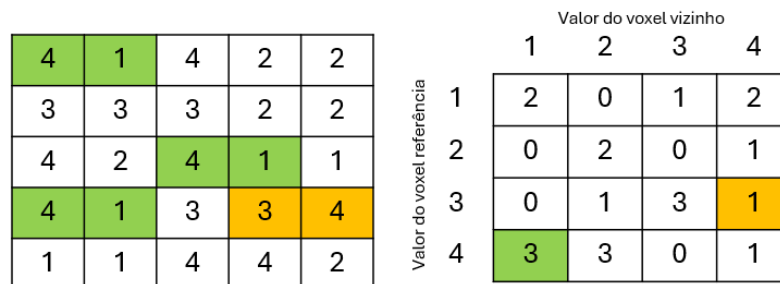 Valor do voxel vizinho
1 2 3 4
4 1 4 2 2
3 3 3 2 2
4 2 4 1 1
4 1 3 3 4
1 1 4 4 2
Valor do voxel referência
1 2 0 1 2
2 0 2 0 1
3 0 1 3 1
4 3 3 0 1